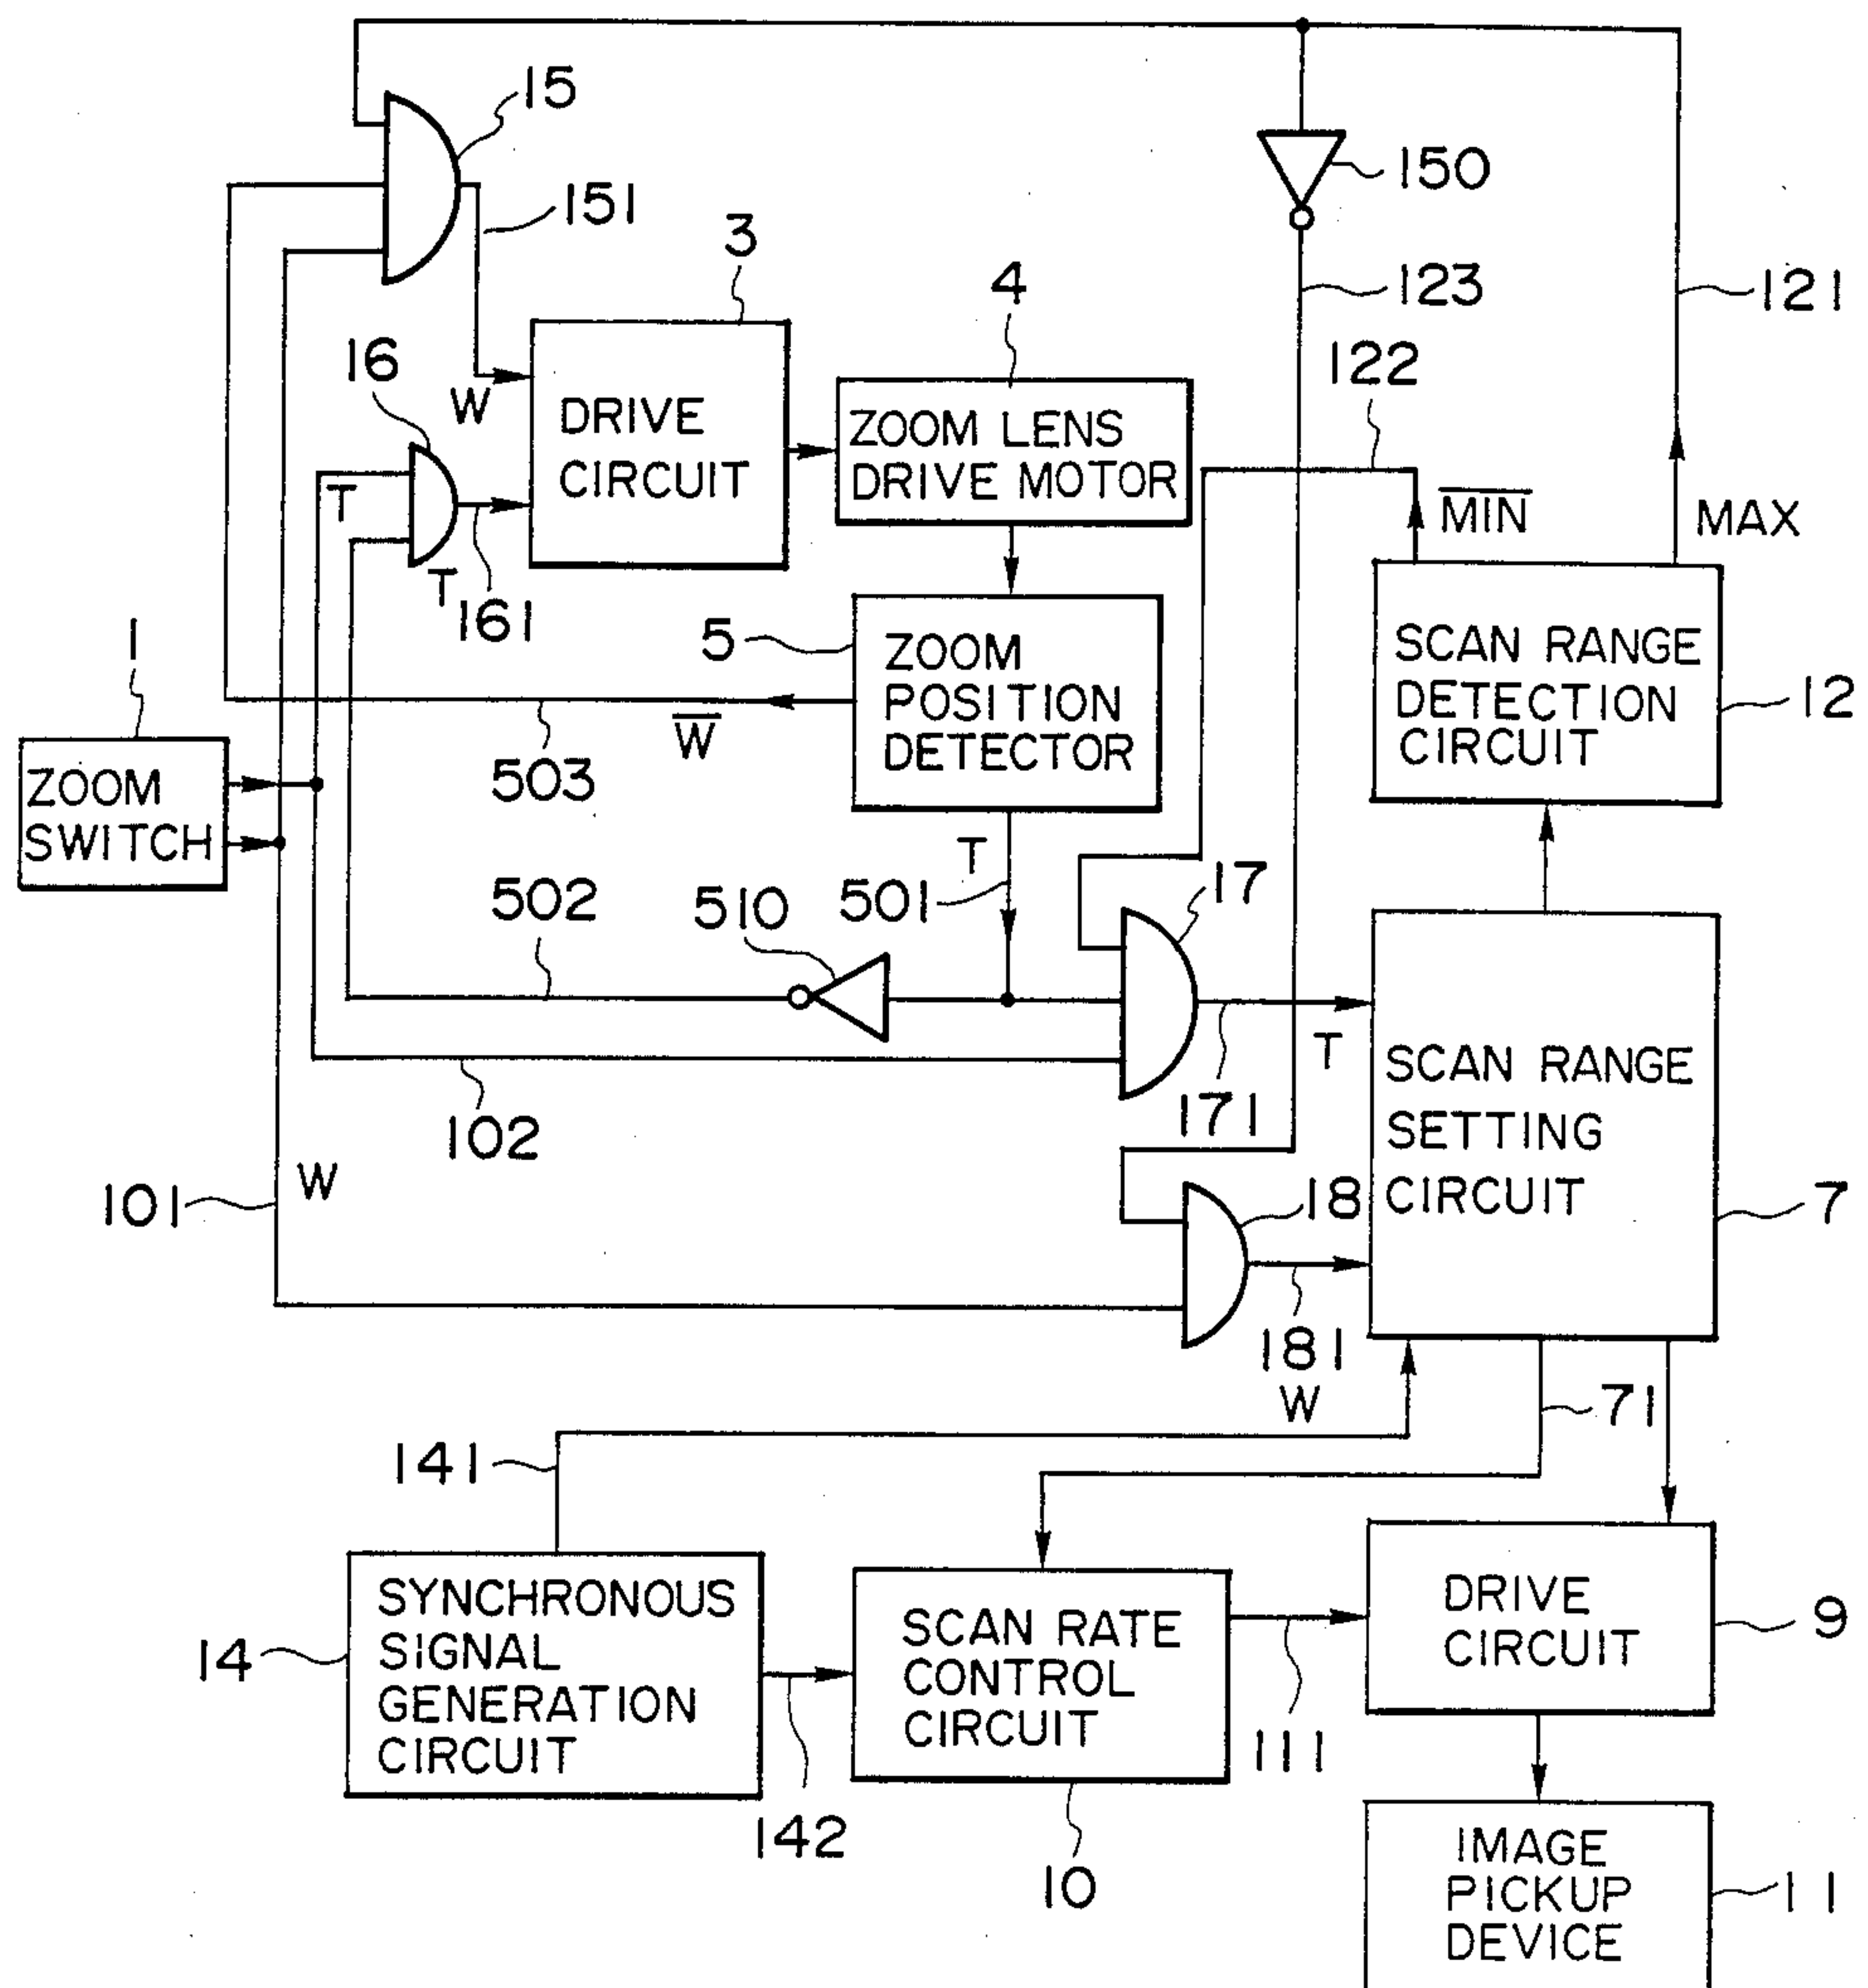 15
150
151
3
123
121
4
122
16
W
DRIVE
CIRCUIT
ZOOM LENS
DRIVE MOTOR
T
M̅I̅N̅
MAX
T
161
1
5
ZOOM
POSITION
DETECTOR
SCAN RANGE
DETECTION
CIRCUIT
12
W̅
503
ZOOM
SWITCH
T
502
510
501
17
T
SCAN RANGE
SETTING
CIRCUIT
102
171
W
101
18
7
181
W
71
141
SYNCHRONOUS
SIGNAL
GENERATION
CIRCUIT
14
SCAN RATE
CONTROL
CIRCUIT
DRIVE
CIRCUIT
9
111
142
10
IMAGE
PICKUP
DEVICE
11